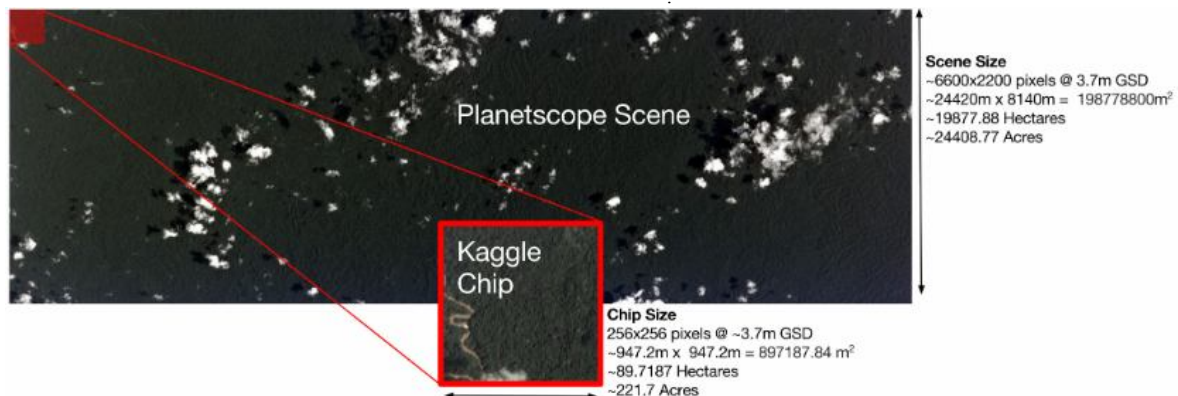 Planetscope Scene
Scene Size
~6600x2200 pixels @ 3.7m GSD
~24420m x 8140m = 198778800m²
~19877.88 Hectares
~24408.77 Acres
Kaggle
Chip
Chip Size
256x256 pixels @ ~3.7m GSD
~947.2m x 947.2m = 897187.84 m²
~89.7187 Hectares
~221.7 Acres